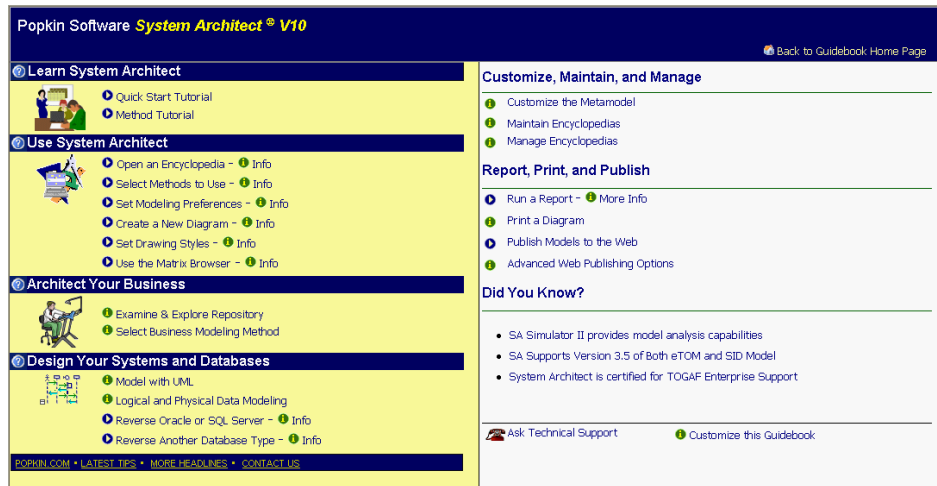 Popkin Software System Architect ® V10
Back to Guidebook Home Page
Learn System Architect
Quick Start Tutorial
Method Tutorial
Use System Architect
Open an Encyclopedia - Info
Select Methods to Use - Info
Set Modeling Preferences - Info
Create a New Diagram - Info
Set Drawing Styles - Info
Use the Matrix Browser - Info
Architect Your Business
Examine & Explore Repository
Select Business Modeling Method
Design Your Systems and Databases
Model with UML
Logical and Physical Data Modeling
Reverse Oracle or SQL Server - Info
Reverse Another Database Type - Info
POPKIN.COM • LATEST TIPS • MORE HEADLINES • CONTACT US
Customize, Maintain, and Manage
Customize the Metamodel
Maintain Encyclopedias
Manage Encyclopedias
Report, Print, and Publish
Run a Report - More Info
Print a Diagram
Publish Models to the Web
Advanced Web Publishing Options
Did You Know?
• SA Simulator II provides model analysis capabilities
• SA Supports Version 3.5 of Both eTOM and SID Model
• System Architect is certified for TOGAF Enterprise Support
Ask Technical Support
Customize this Guidebook